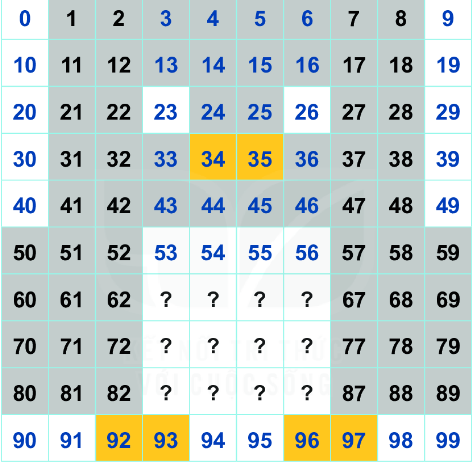 0 1 2 3 4 5 6 7 8 9
10 11 12 13 14 15 16 17 18 19
20 21 22 23 24 25 26 27 28 29
30 31 32 33 34 35 36 37 38 39
40 41 42 43 44 45 46 47 48 49
50 51 52 53 54 55 56 57 58 59
60 61 62 ? ? ? ? 67 68 69
70 71 72 ? ? ? ? 77 78 79
80 81 82 ? ? ? ? 87 88 89
90 91 92 93 94 95 96 97 98 99